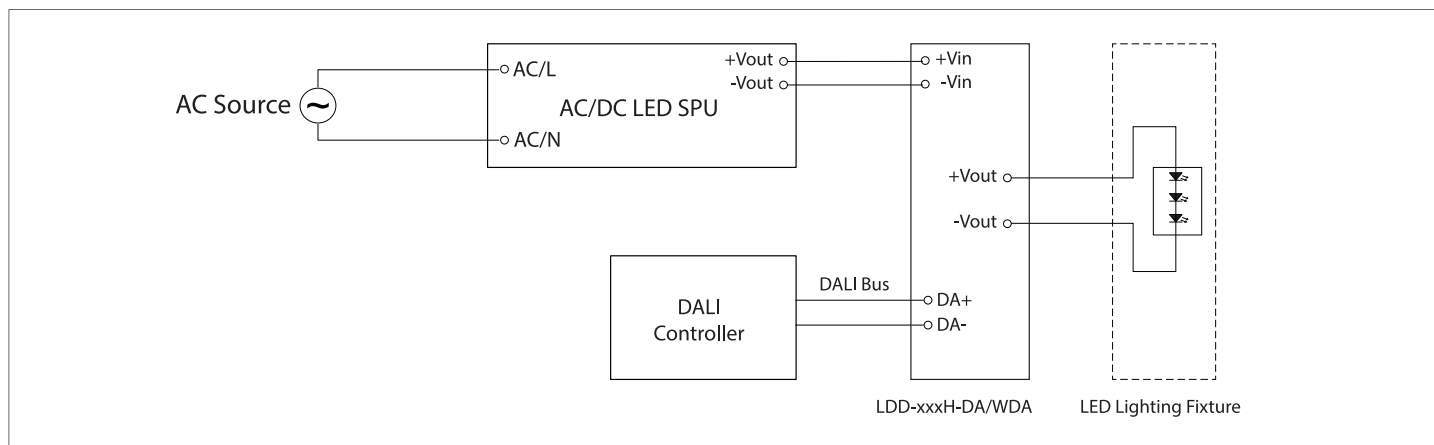 AC Source
~
AC/L
AC/N
AC/DC LED SPU
+Vout
-Vout
+Vin
-Vin
+Vout
-Vout
DALI
Controller
DALI Bus
DA+
DA-
LDD-xxxH-DA/WDA
LED Lighting Fixture